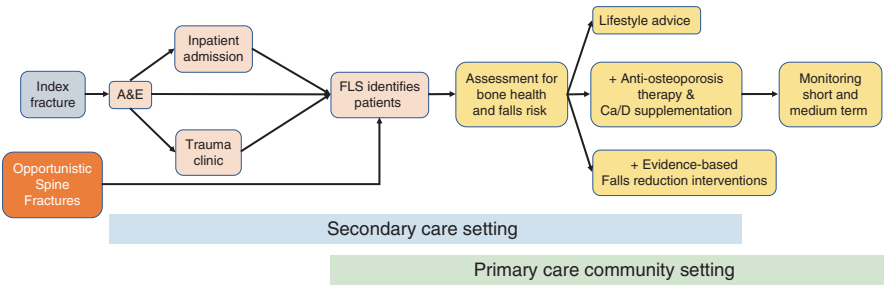 Index
fracture
A&E
Inpatient
admission
Trauma
clinic
Opportunistic
Spine
Fractures
FLS identifies
patients
Assessment for
bone health
and falls risk
Lifestyle advice
+ Anti-osteoporosis
therapy &
Ca/D supplementation
+ Evidence-based
Falls reduction interventions
Monitoring
short and
medium term
Secondary care setting
Primary care community setting